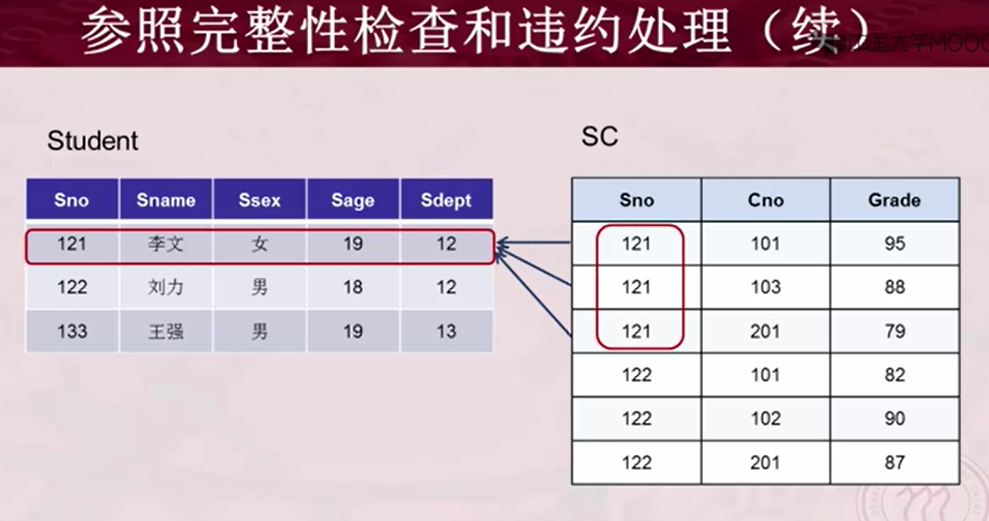 参照完整性检查和违约处理（续）
中国大学MOOC
Student
Sno Sname Ssex Sage Sdept
121 李文 女 19 12
122 刘力 男 18 12
133 王强 男 19 13
SC
Sno Cno Grade
121 101 95
121 103 88
121 201 79
122 101 82
122 102 90
122 201 87